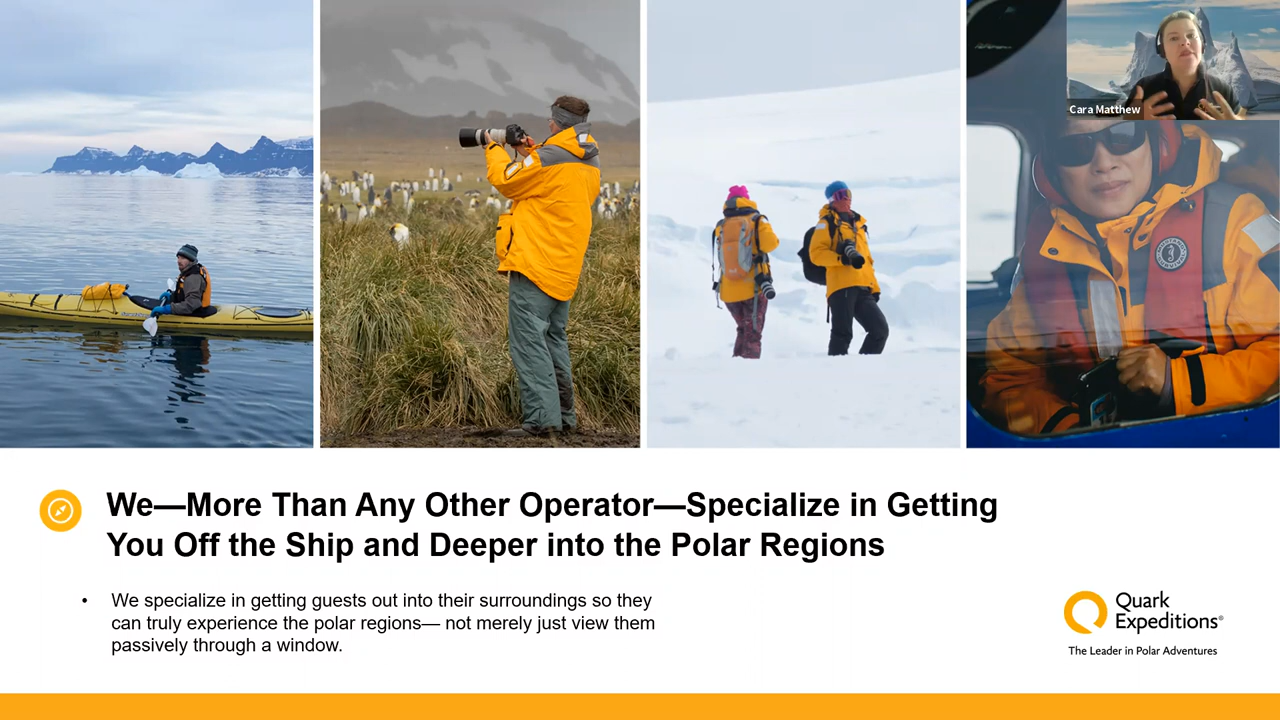 Cara Matthew
We—More Than Any Other Operator—Specialize in Getting
You Off the Ship and Deeper into the Polar Regions
• We specialize in getting guests out into their surroundings so they
can truly experience the polar regions— not merely just view them
passively through a window.
Quark
Expeditions®
The Leader in Polar Adventures